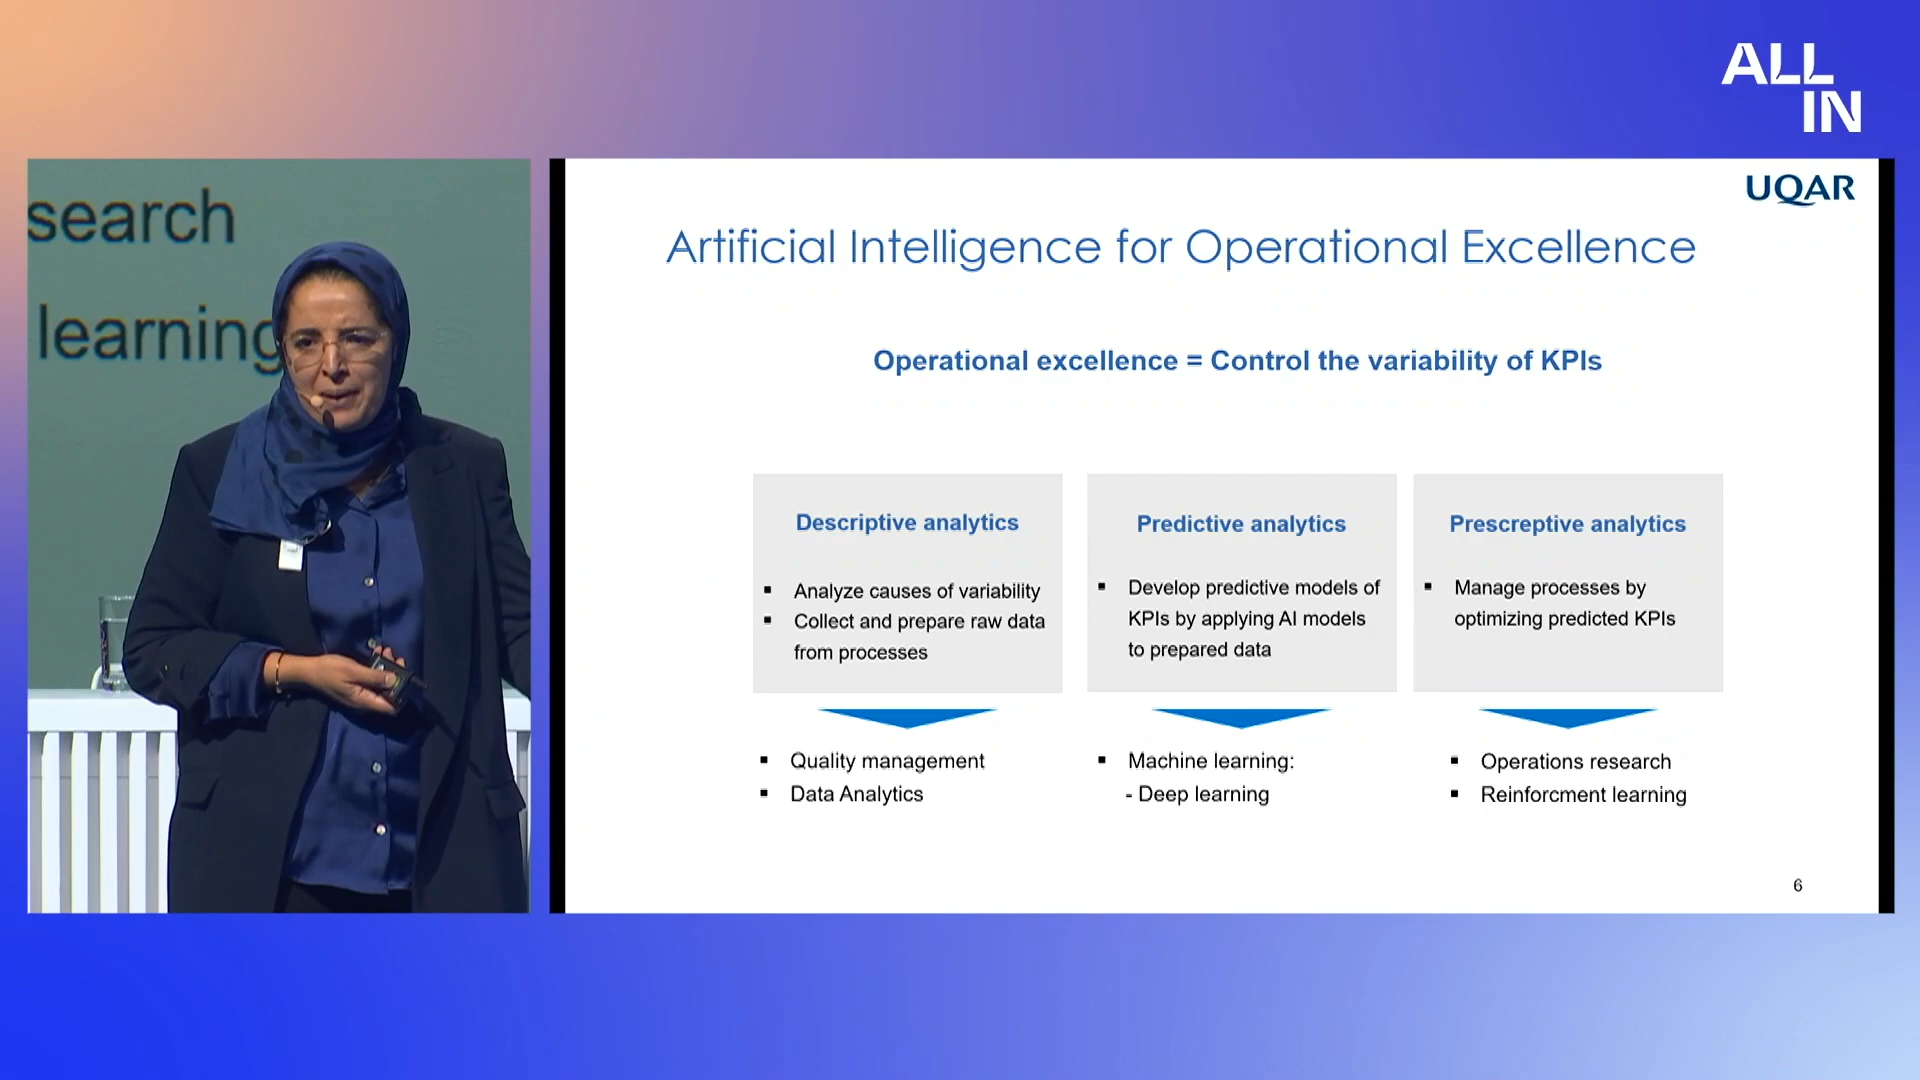 ALL
IN
search
learning
UQAR
Artificial Intelligence for Operational Excellence
Operational excellence = Control the variability of KPIs
Descriptive analytics
▪ Analyze causes of variability
▪ Collect and prepare raw data
from processes
▪ Quality management
▪ Data Analytics
Predictive analytics
▪ Develop predictive models of
KPIs by applying AI models
to prepared data
▪ Machine learning:
- Deep learning
Prescreptive analytics
▪ Manage processes by
optimizing predicted KPIs
▪ Operations research
▪ Reinforcment learning
6